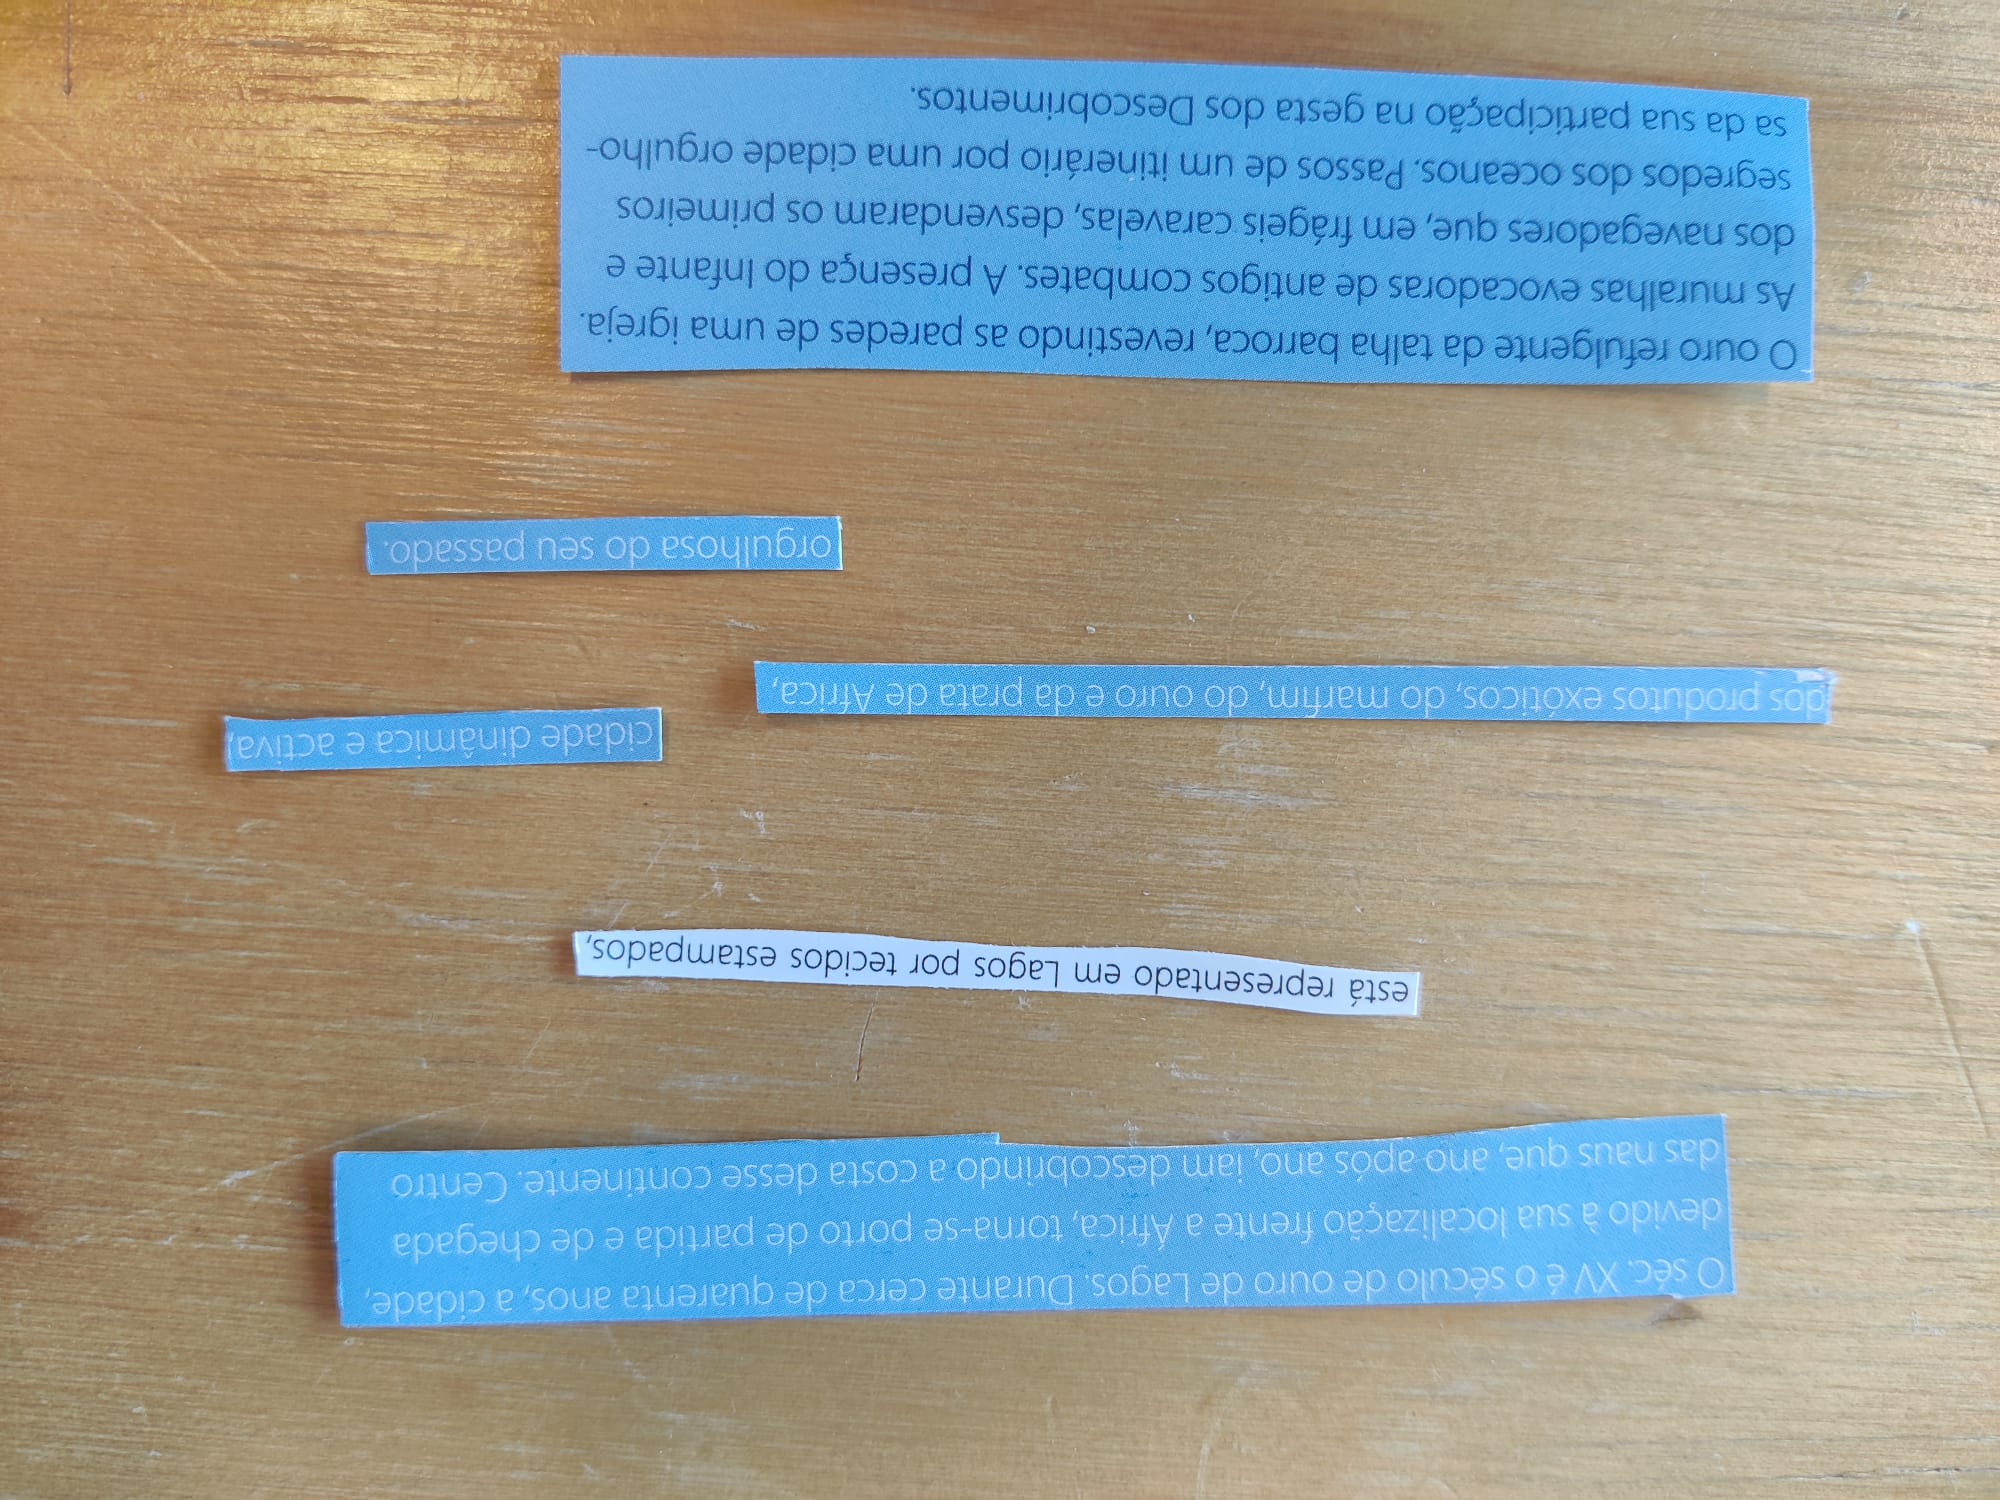 O séc. XV é o século de ouro de Lagos. Durante cerca de quarenta anos, a cidade,
devido à sua localização frente a África, torna-se porto de partida e de chegada
das naus que, ano após ano, iam descobrindo a costa desse continente. Centro
está representado em Lagos por tecidos estampados,
dos produtos exóticos, do marfim, do ouro e da prata de África,
cidade dinâmica e activa,
orgulhosa do seu passado.
O ouro refulgente da talha barroca, revestindo as paredes de uma igreja.
As muralhas evocadoras de antigos combates. A presença do Infante e
dos navegadores que, em frágeis caravelas, desvendaram os primeiros
segredos dos oceanos. Passos de um itinerário por uma cidade orgulho-
sa da sua participação na gesta dos Descobrimentos.